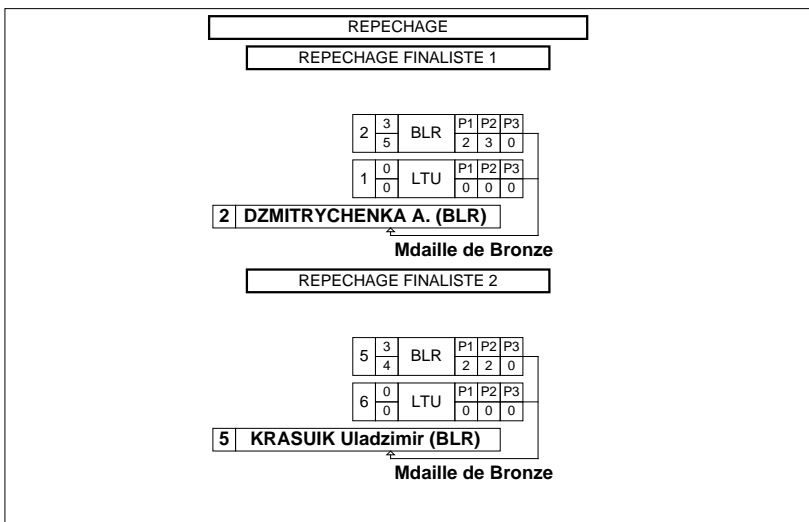 REPECHAGE
REPECHAGE FINALISTE 1
2 3 BLR P1 P2 P3
5 2 3 0
1 0 LTU P1 P2 P3
0 0 0 0
2 DZMITRYCHENKA A. (BLR)
Mdaille de Bronze
REPECHAGE FINALISTE 2
5 3 BLR P1 P2 P3
4 2 2 0
6 0 LTU P1 P2 P3
0 0 0 0
5 KRASUIK Uladzimir (BLR)
Mdaille de Bronze